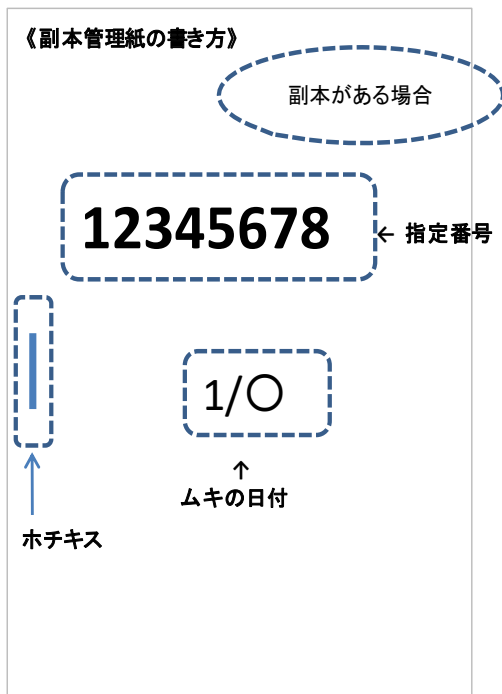 《副本管理紙の書き方》
副本がある場合
12345678
← 指定番号
1/〇
↑
ムキの日付
ホチキス